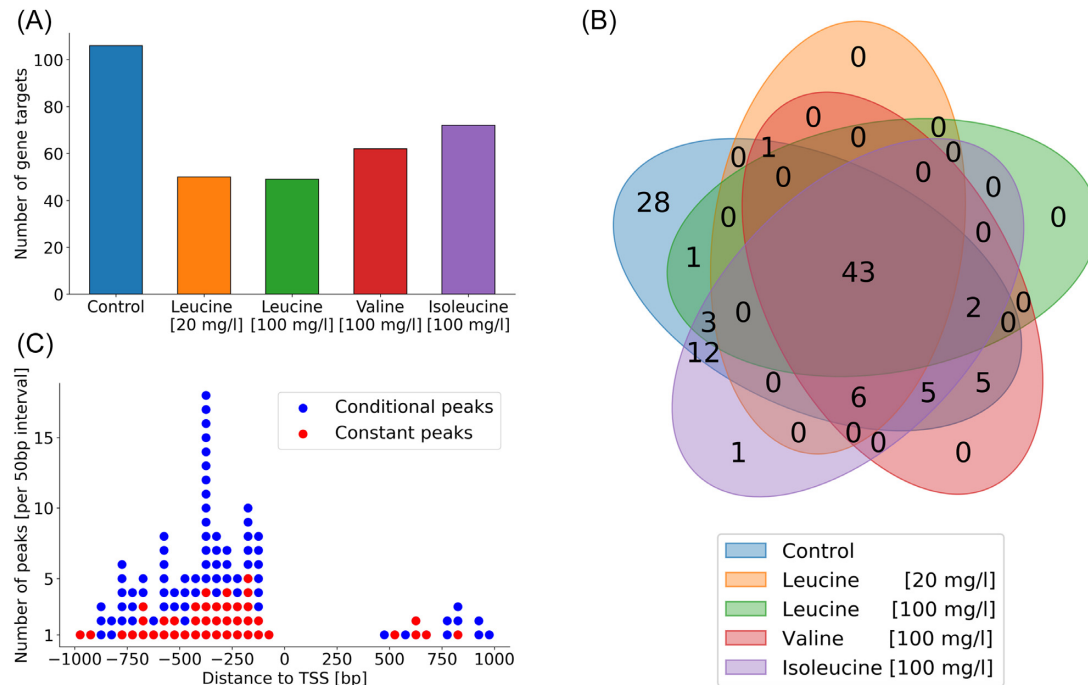 (A)
Number of gene targets
100
80
60
40
20
0
Control
Leucine
[20 mg/l]
Leucine
[100 mg/l]
Valine
[100 mg/l]
Isoleucine
[100 mg/l]
(B)
0
0
0
0
0
1
0
0
0
0
28
0
0
0
1
43
0
3
0
2
0
0
12
0
6
5
5
0
0
0
1
0
Control
Leucine [20 mg/l]
Leucine [100 mg/l]
Valine [100 mg/l]
Isoleucine [100 mg/l]
(C)
Number of peaks [per 50bp interval]
15
10
5
1
Conditional peaks
Constant peaks
−1000 −750 −500 −250 0 250 500 750 1000
Distance to TSS [bp]